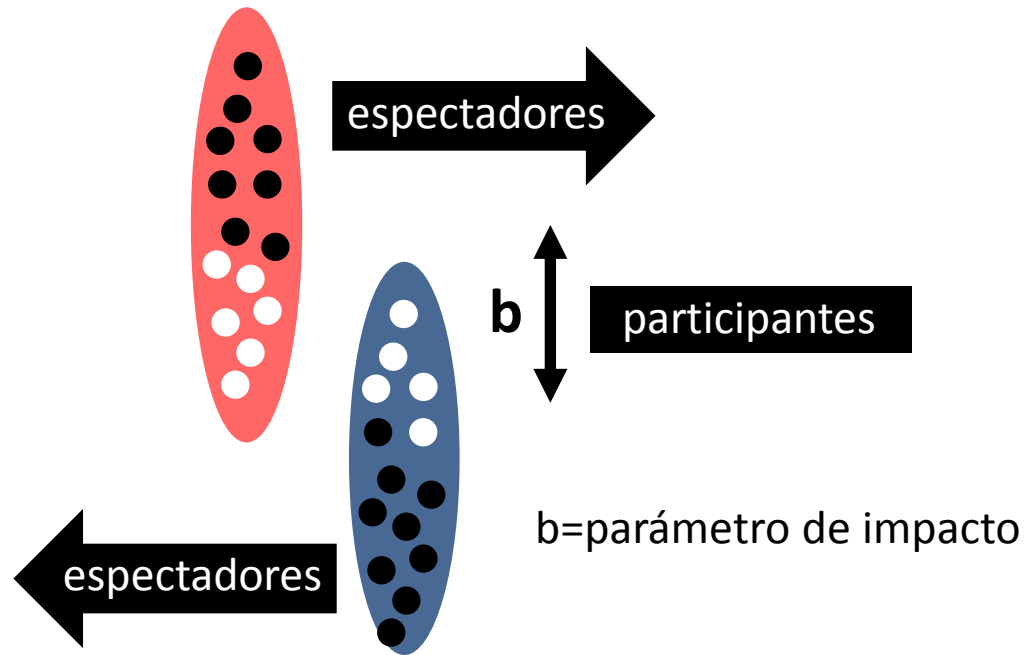 espectadores
b
participantes
b=parámetro de impacto
espectadores